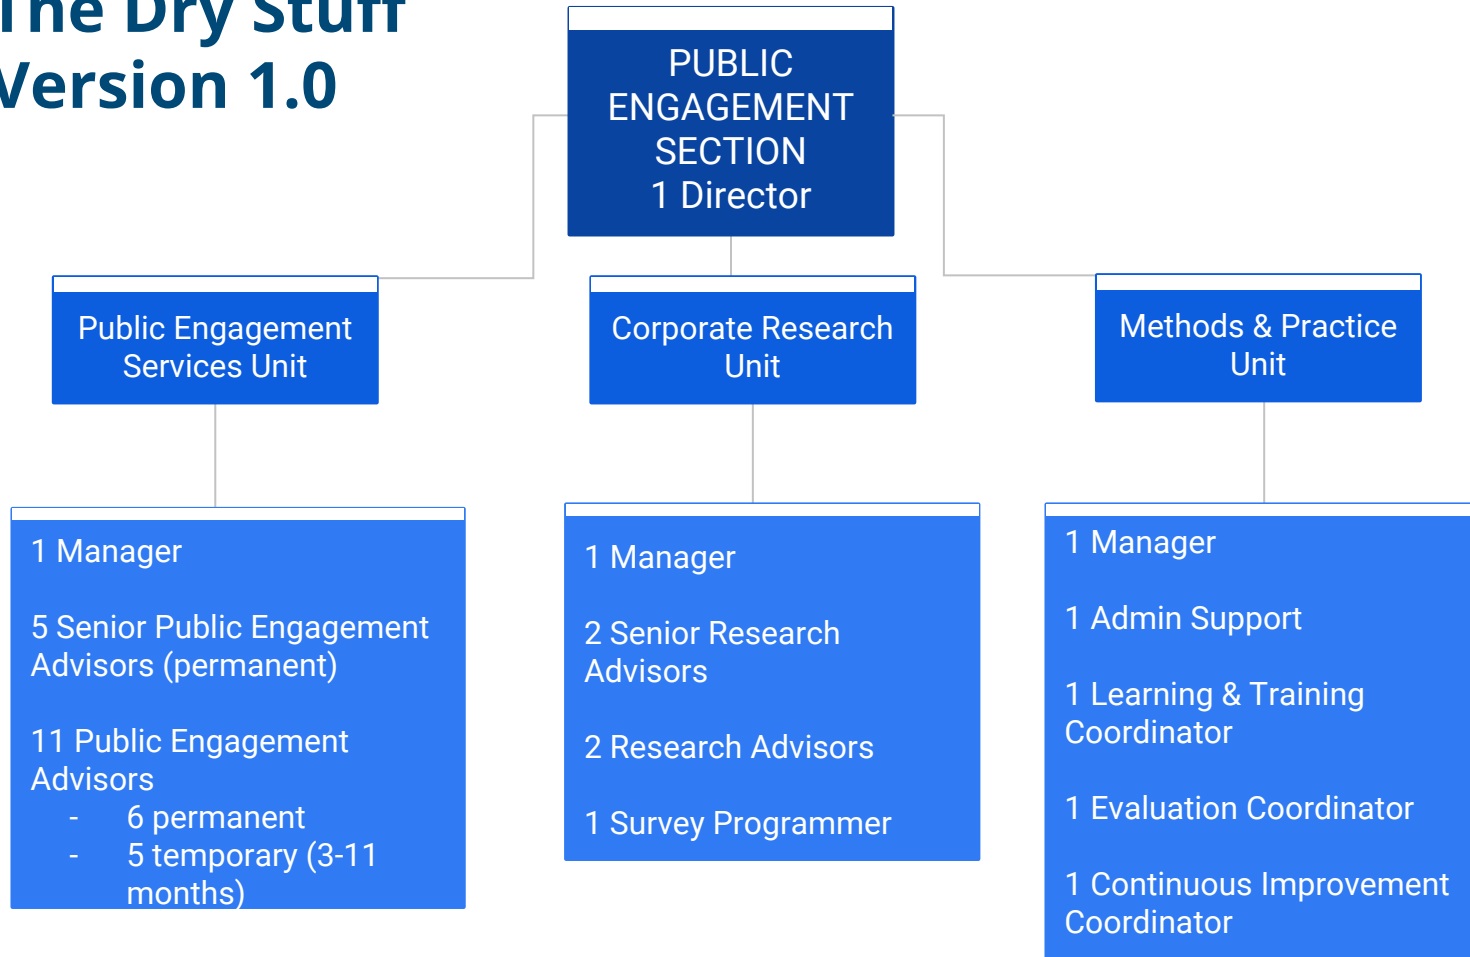 The Dry Stuff
Version 1.0
PUBLIC
ENGAGEMENT
SECTION
1 Director
Public Engagement
Services Unit
Corporate Research
Unit
Methods & Practice
Unit
1 Manager
5 Senior Public Engagement
Advisors (permanent)
11 Public Engagement
Advisors
- 6 permanent
- 5 temporary (3-11
months)
1 Manager
2 Senior Research
Advisors
2 Research Advisors
1 Survey Programmer
1 Manager
1 Admin Support
1 Learning & Training
Coordinator
1 Evaluation Coordinator
1 Continuous Improvement
Coordinator